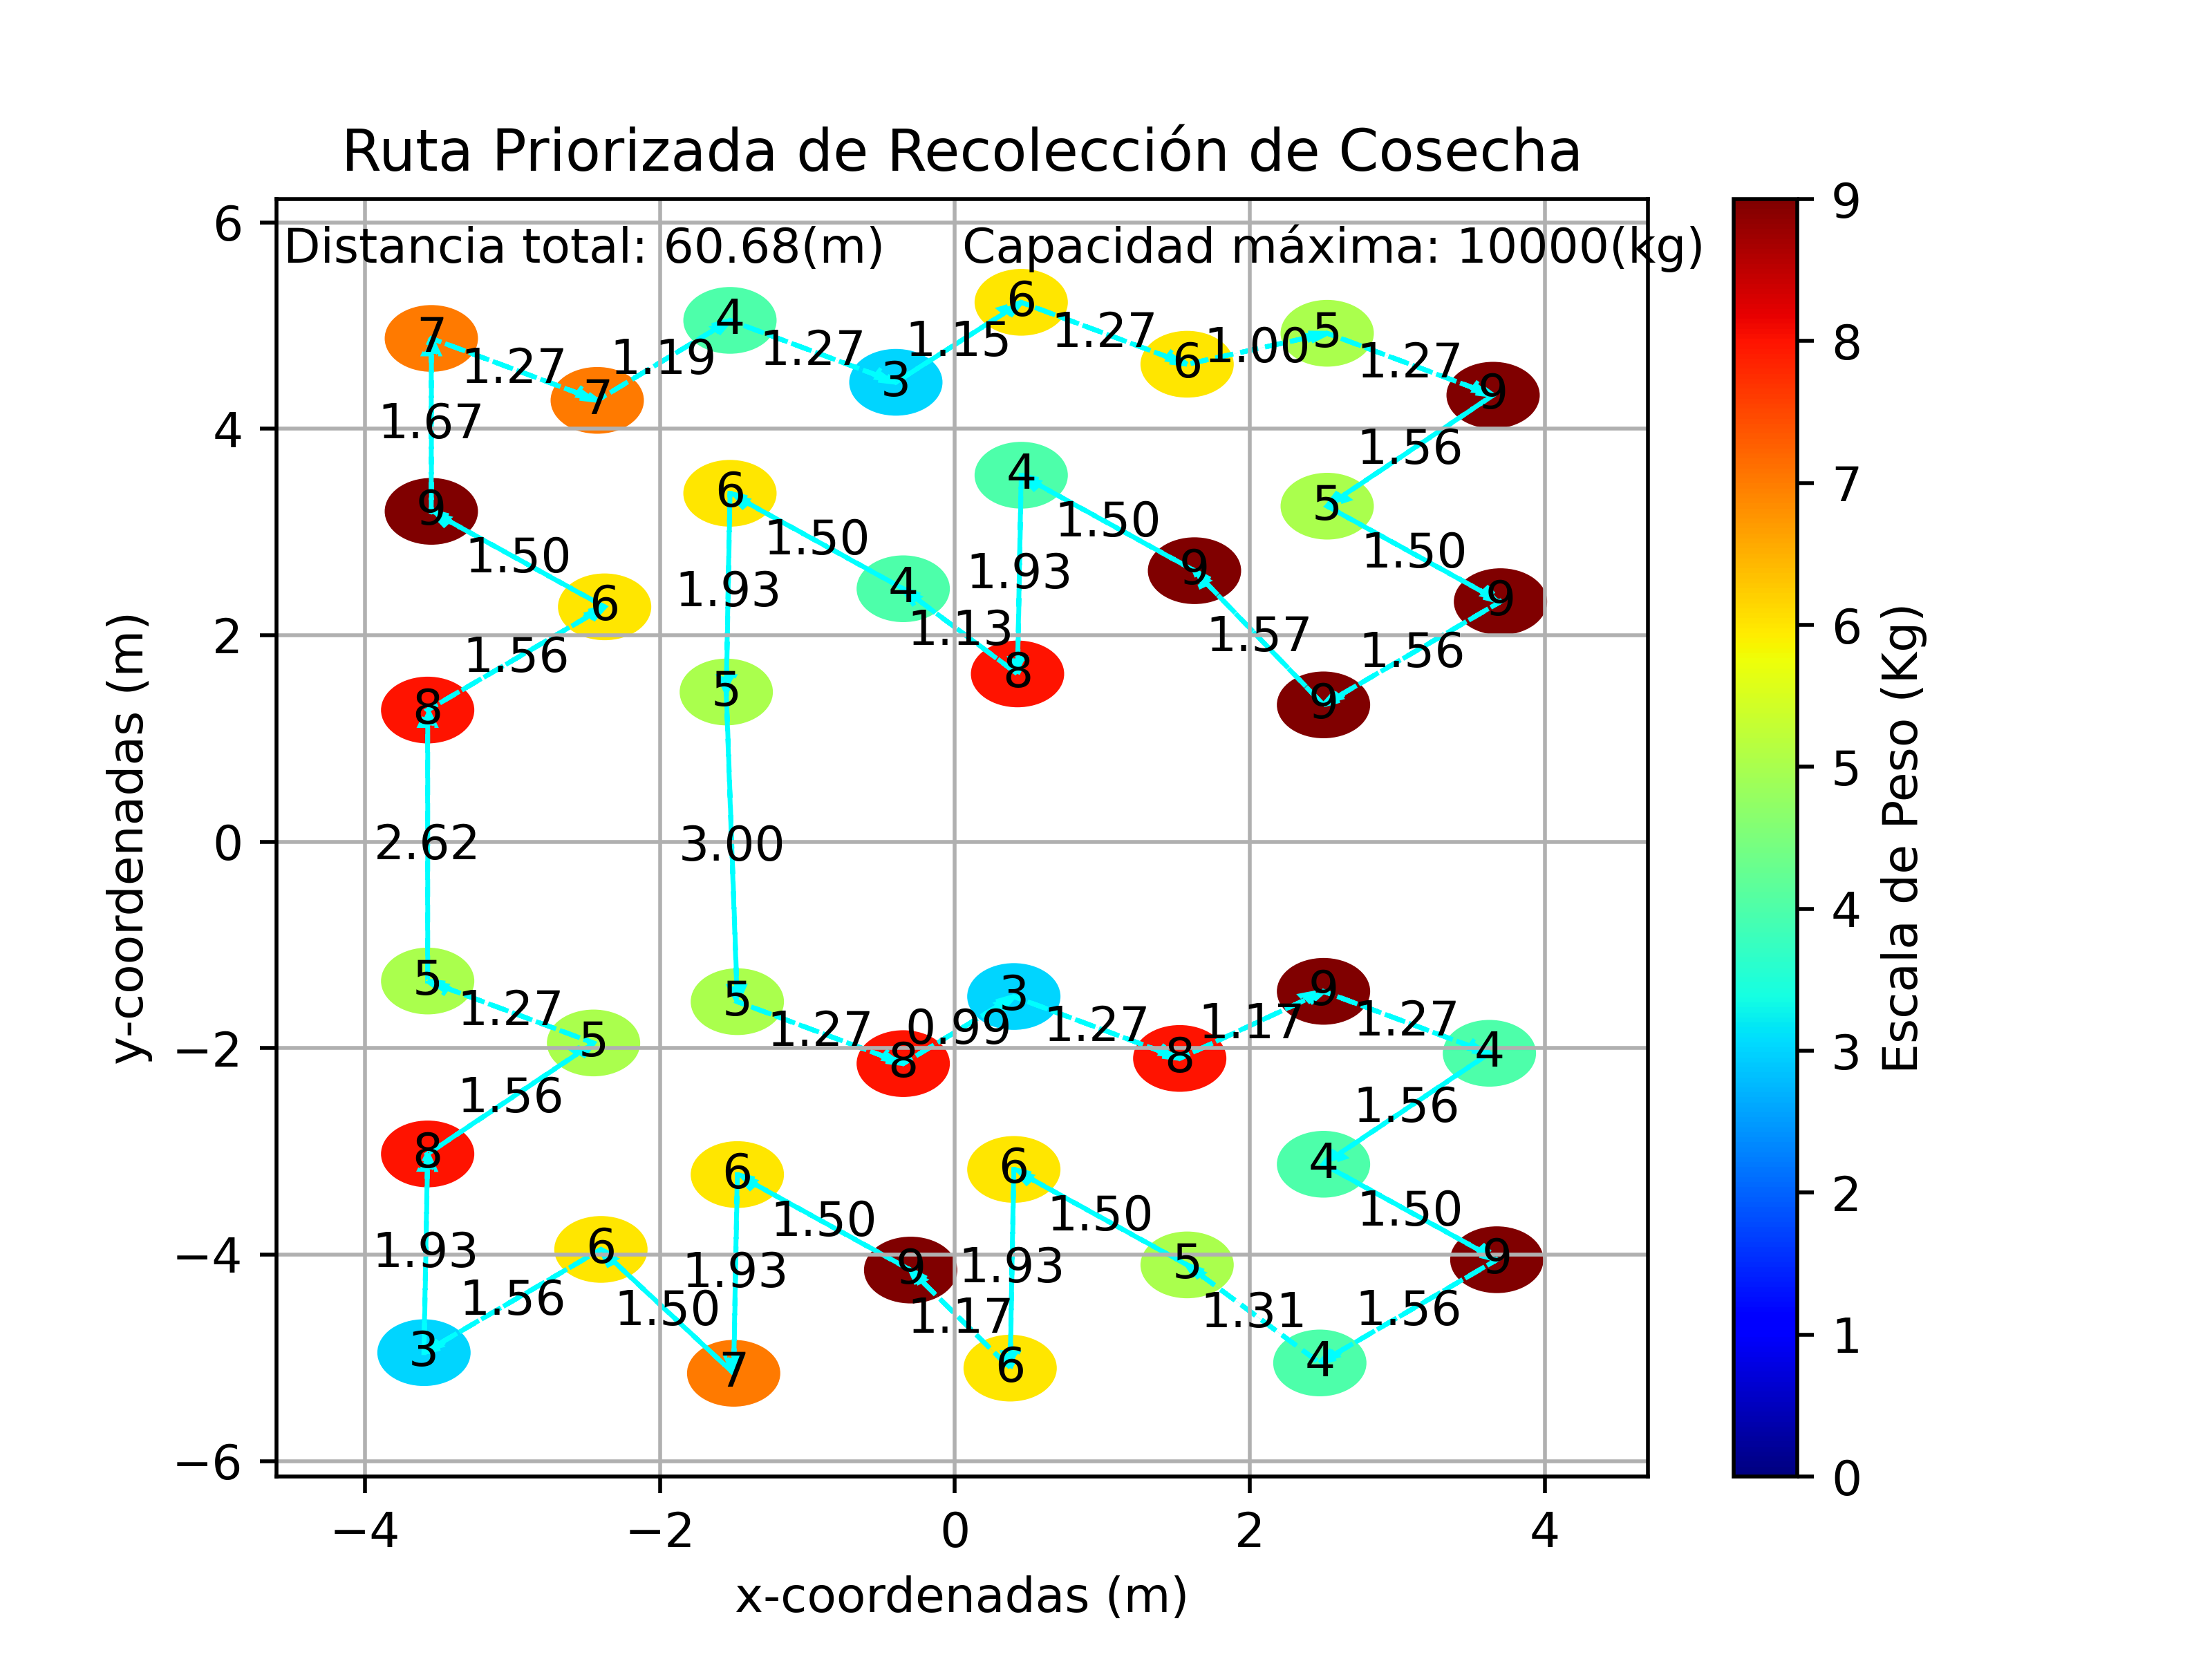 Ruta Priorizada de Recolección de Cosecha
Distancia total: 60.68(m) Capacidad máxima: 10000(kg)
6
4
2
0
−2
−4
−6
y-coordenadas (m)
−4 −2 0 2 4
x-coordenadas (m)
7 4 6 5
1.27 1.19 1.27 1.15 1.27 1.00 1.27
7 3 6 9
1.67 1.56
9 6 4 5
1.50 1.50 1.50 1.50
6 4 9 9
1.93 1.93
1.56 1.13 1.57 1.56
8 5 8 9
2.62 3.00
5 5 3 9
1.27 1.27 0.99 1.27 1.17 1.27
5 8 8 4
1.56 1.56
8 6 6 4
1.50 1.50 1.50
6 9 5 9
1.93 1.93 1.93
1.56 1.50 1.17 1.31 1.56
3 7 6 4
9
8
7
6
5
4
3
2
1
0
Escala de Peso (Kg)